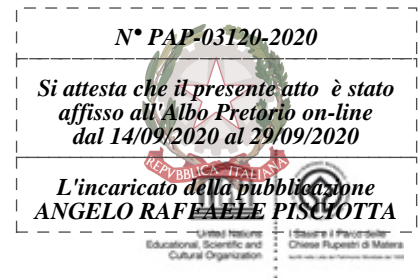 N° PAP-03120-2020
Si attesta che il presente atto è stato
affisso all'Albo Pretorio on-line
dal 14/09/2020 al 29/09/2020
REPVBBLICA ITALIANA
L'incaricato della pubblicazione
ANGELO RAFFAELE PISCIOTTA
United Nations
Educational, Scientific and
Cultural Organization
I Sassi e il Parco delle
Chiese Rupestri di Matera